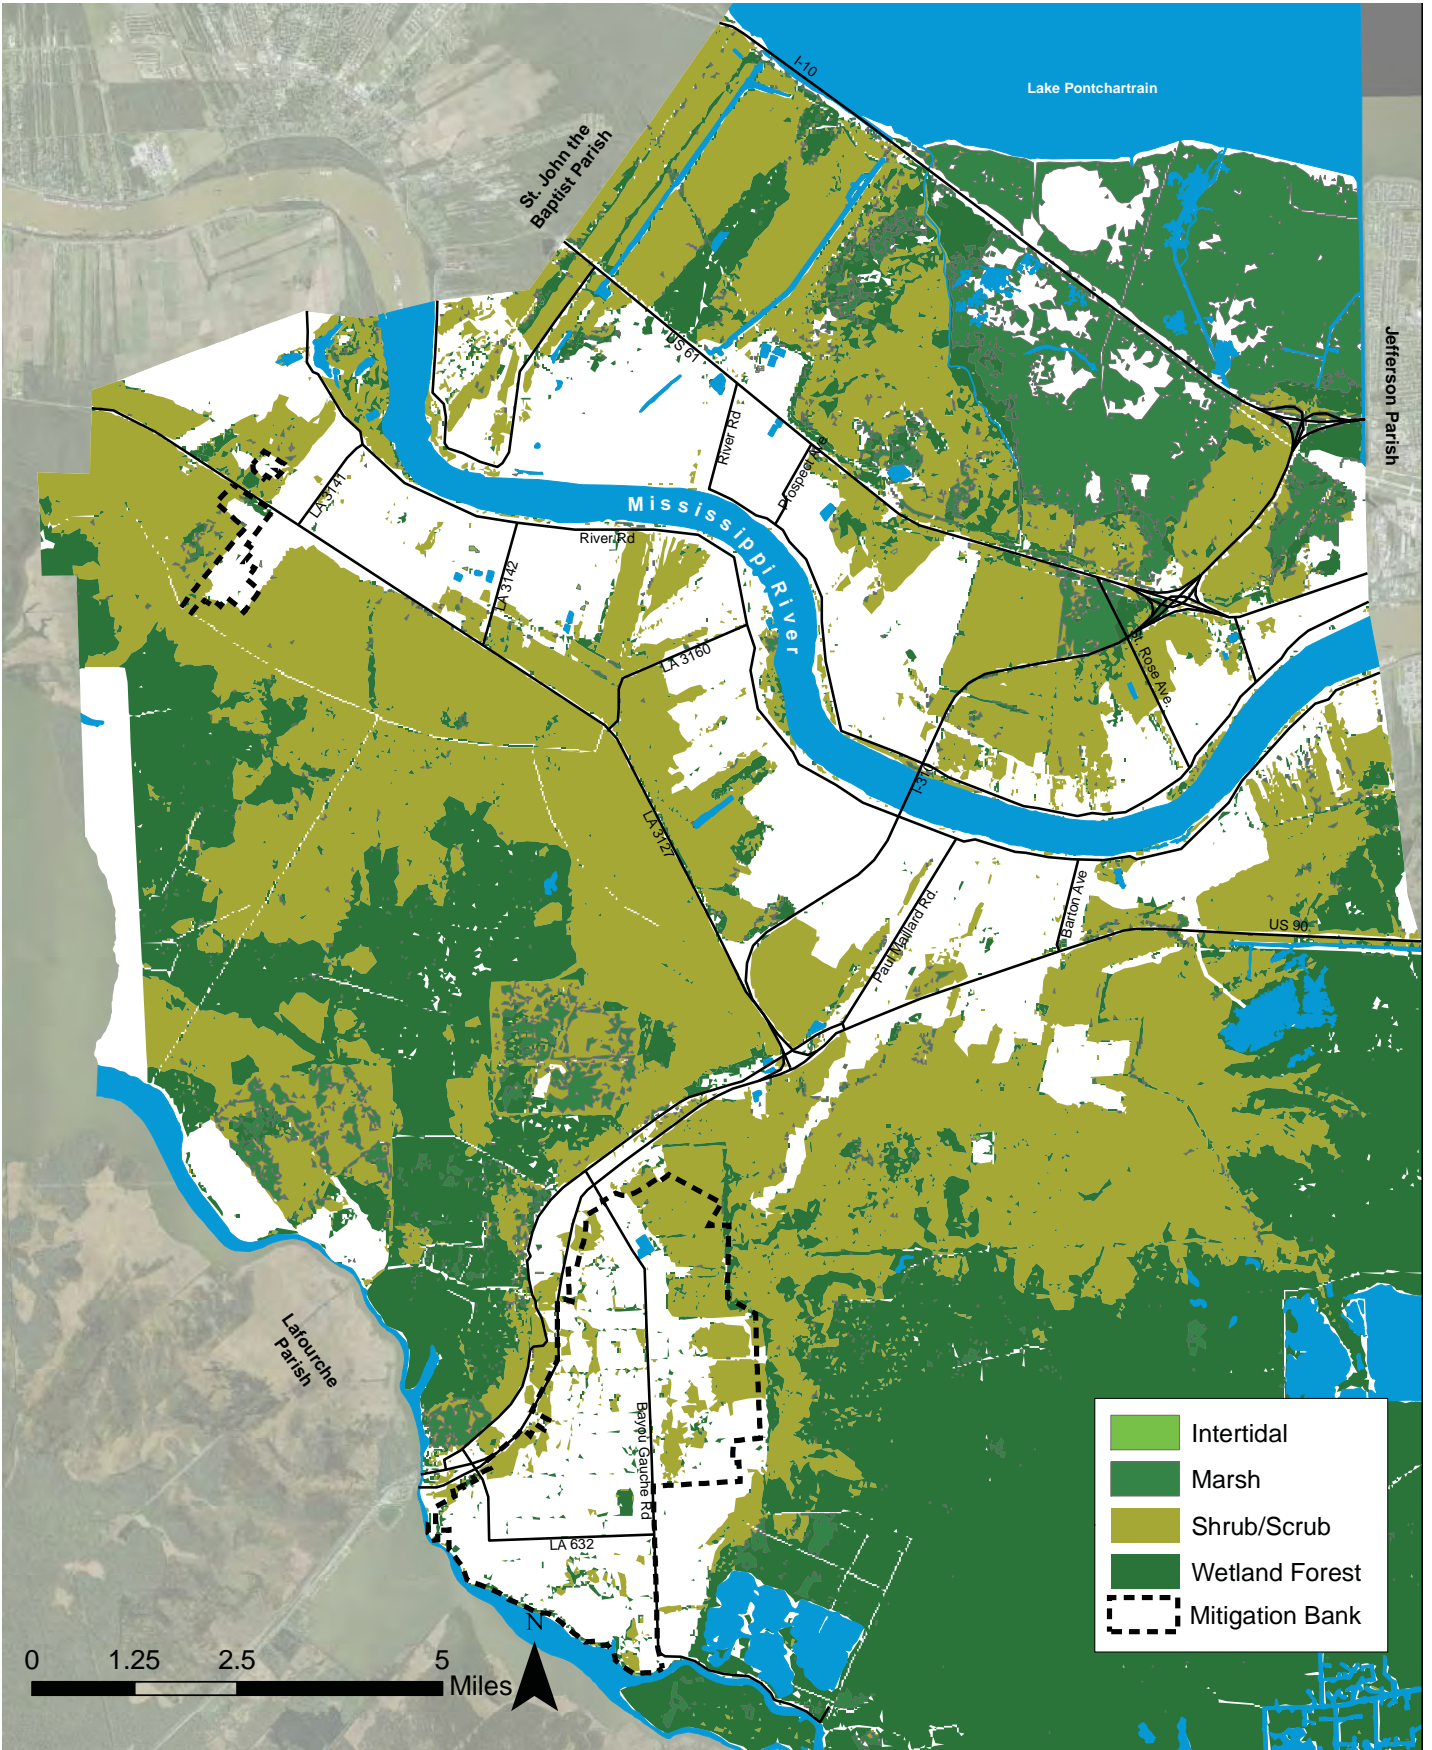 I-10
Lake Pontchartrain
St. John the
Baptist Parish
Jefferson Parish
US 61
River Rd
Prospect Ave
LA 3141
Mississippi River
River Rd
LA 3142
LA 3160
St. Rose Ave.
I-310
LA 3127
Paul Maillard Rd.
Barton Ave
US 90
Lafourche
Parish
Bayou Gauche Rd
LA 632
Intertidal
Marsh
Shrub/Scrub
Wetland Forest
Mitigation Bank
N
0 1.25 2.5 5
Miles